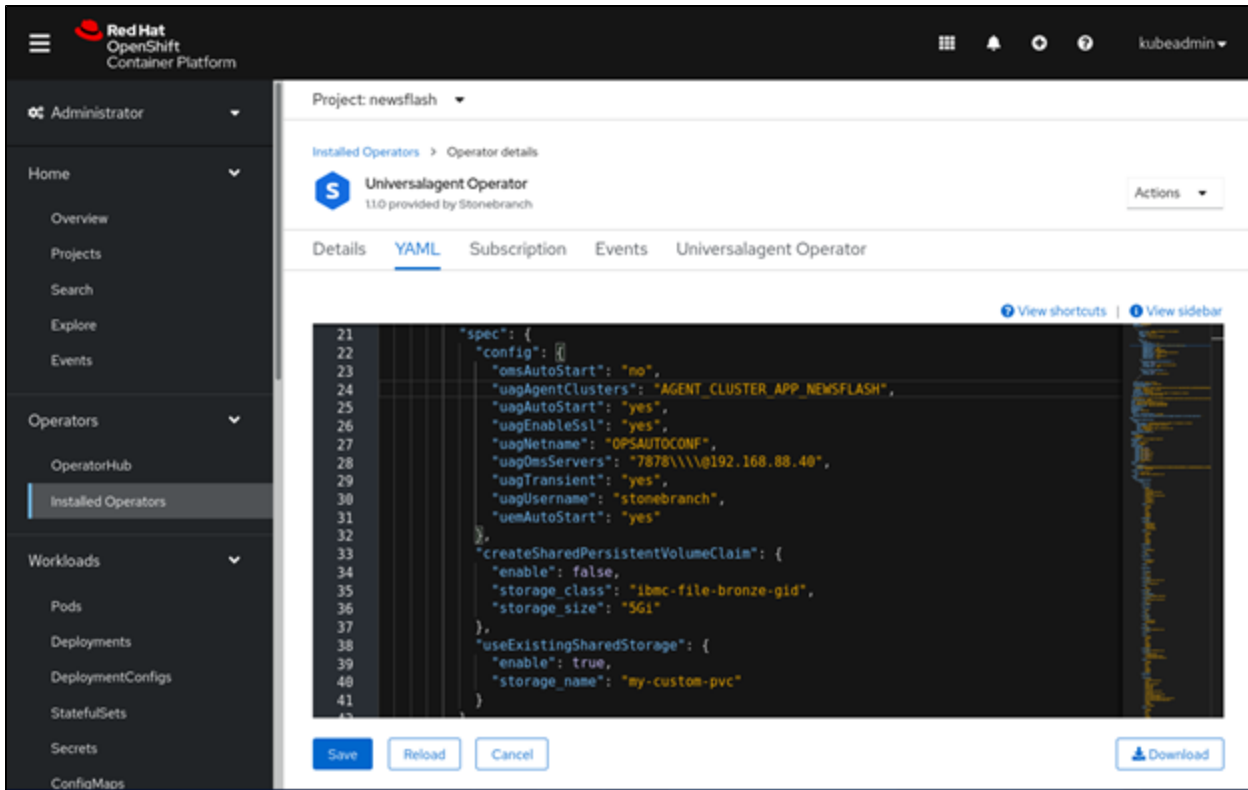 Red Hat
OpenShift
Container Platform
kubeadmin
Administrator
Home
Overview
Projects
Search
Explore
Events
Operators
OperatorHub
Installed Operators
Workloads
Pods
Deployments
DeploymentConfigs
StatefulSets
Secrets
ConfigMaps
Project: newsflash
Installed Operators > Operator details
S
Universalagent Operator
1.1.0 provided by Stonebranch
Actions
Details YAML Subscription Events Universalagent Operator
View shortcuts | View sidebar
21 "spec": {
22 "config": {
23 "omsAutoStart": "no",
24 "uagAgentClusters": "AGENT_CLUSTER_APP_NEWSFLASH",
25 "uagAutoStart": "yes",
26 "uagEnableSsl": "yes",
27 "uagNetname": "OPSAUTOCONF",
28 "uagOmsServers": "7878\\\\@192.168.88.40",
29 "uagTransient": "yes",
30 "uagUsername": "stonebranch",
31 "uemAutoStart": "yes"
32 },
33 "createSharedPersistentVolumeClaim": {
34 "enable": false,
35 "storage_class": "ibmc-file-bronze-gid",
36 "storage_size": "5Gi"
37 },
38 "useExistingSharedStorage": {
39 "enable": true,
40 "storage_name": "my-custom-pvc"
41 }
Save Reload Cancel Download